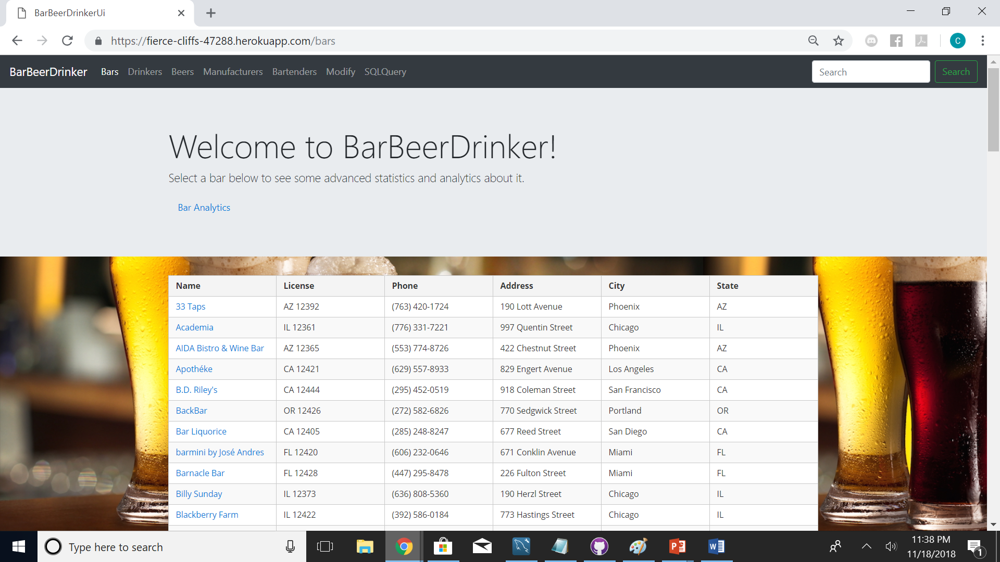 BarBeerDrinkerUi
https://fierce-cliffs-47288.herokuapp.com/bars
C
BarBeerDrinker Bars Drinkers Beers Manufacturers Bartenders Modify SQLQuery Search Search
Welcome to BarBeerDrinker!
Select a bar below to see some advanced statistics and analytics about it.
Bar Analytics
Name License Phone Address City State
33 Taps AZ 12392 (763) 420-1724 190 Lott Avenue Phoenix AZ
Academia IL 12361 (776) 331-7221 997 Quentin Street Chicago IL
AIDA Bistro & Wine Bar AZ 12365 (553) 774-8726 422 Chestnut Street Phoenix AZ
Apothéke CA 12421 (629) 557-8933 829 Engert Avenue Los Angeles CA
B.D. Riley's CA 12444 (295) 452-0519 918 Coleman Street San Francisco CA
BackBar OR 12426 (272) 582-6826 770 Sedgwick Street Portland OR
Bar Liquorice CA 12405 (285) 248-8247 677 Reed Street San Diego CA
barmini by José Andres FL 12420 (606) 232-0646 671 Conklin Avenue Miami FL
Barnacle Bar FL 12428 (447) 295-8478 226 Fulton Street Miami FL
Billy Sunday IL 12373 (636) 808-5360 190 Herzl Street Chicago IL
Blackberry Farm IL 12422 (392) 586-0184 773 Hastings Street Chicago IL
Type here to search
P
W
11:38 PM
11/18/2018
1